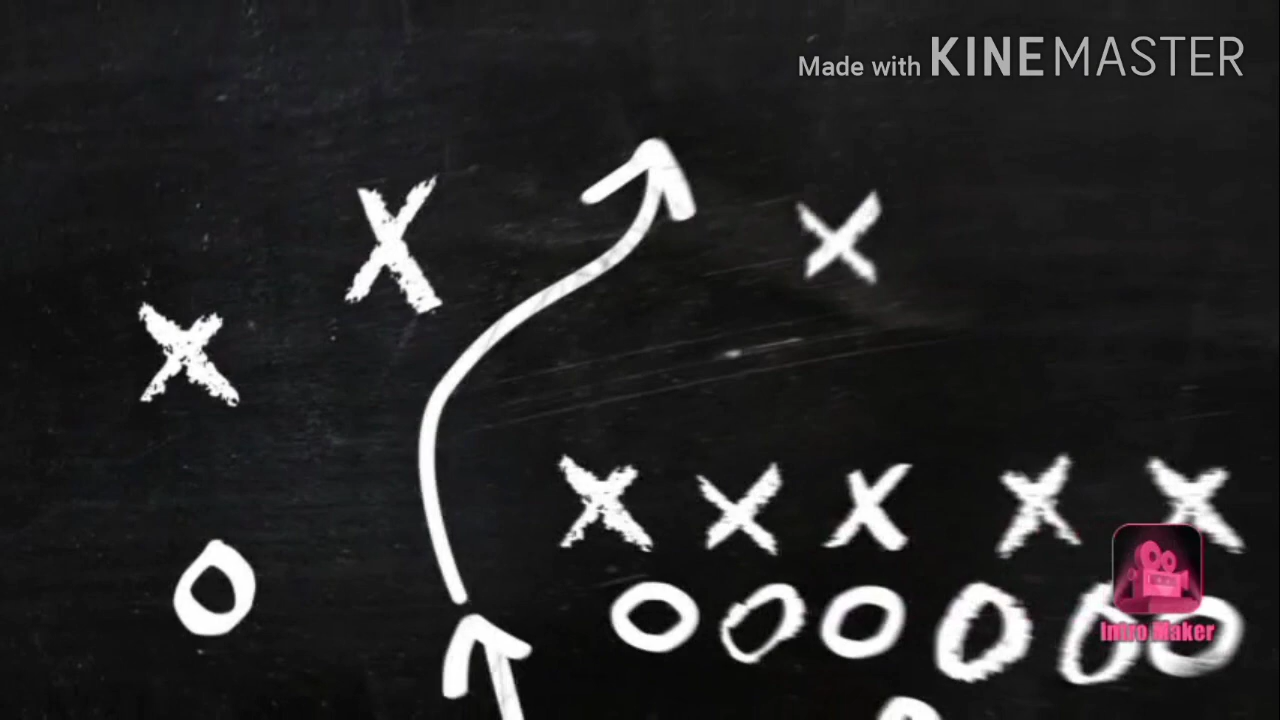 Made with KINEMASTER
X
X
X
X X X X X
O
O O O O O O
Intro Maker